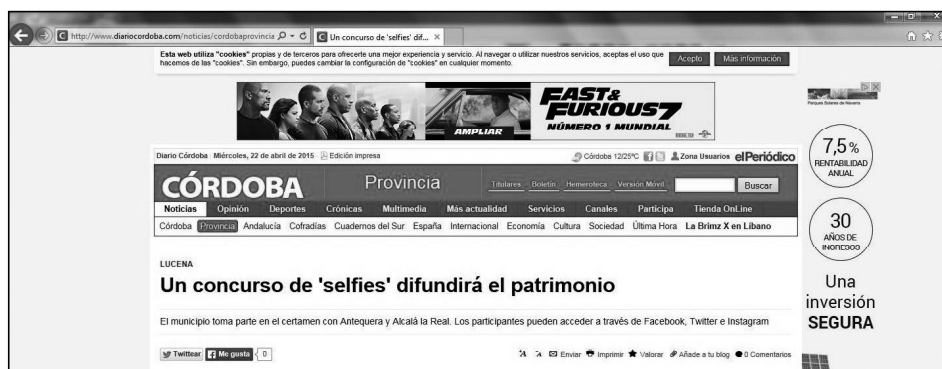 http://www.diariocordoba.com/noticias/cordobaprovincia
Un concurso de 'selfies' dif...
Esta web utiliza "cookies" propias y de terceros para ofrecerte una mejor experiencia y servicio. Al navegar o utilizar nuestros servicios, aceptas el uso que
hacemos de las "cookies". Sin embargo, puedes cambiar la configuración de "cookies" en cualquier momento.
Acepto Más información
FAST &
FURIOUS 7
AMPLIAR NÚMERO 1 MUNDIAL
Parques Solares de Navarra
Diario Córdoba | Miércoles, 22 de abril de 2015 Edición impresa Córdoba 12/25ºC Zona Usuarios elPeriódico
CÓRDOBA Provincia Titulares Boletín Hemeroteca Versión Móvil Buscar
Noticias Opinión Deportes Crónicas Multimedia Más actualidad Servicios Canales Participa Tienda OnLine
Córdoba Provincia Andalucía Cofradías Cuadernos del Sur España Internacional Economía Cultura Sociedad Última Hora La Brimz X en Líbano
7,5%
RENTABILIDAD
ANUAL
30
AÑOS DE
INGRESOS
Una
inversión
SEGURA
LUCENA
Un concurso de 'selfies' difundirá el patrimonio
El municipio toma parte en el certamen con Antequera y Alcalá la Real. Los participantes pueden acceder a través de Facebook, Twitter e Instagram
Twittear Me gusta 0 Enviar Imprimir Valorar Añade a tu blog 0 Comentarios